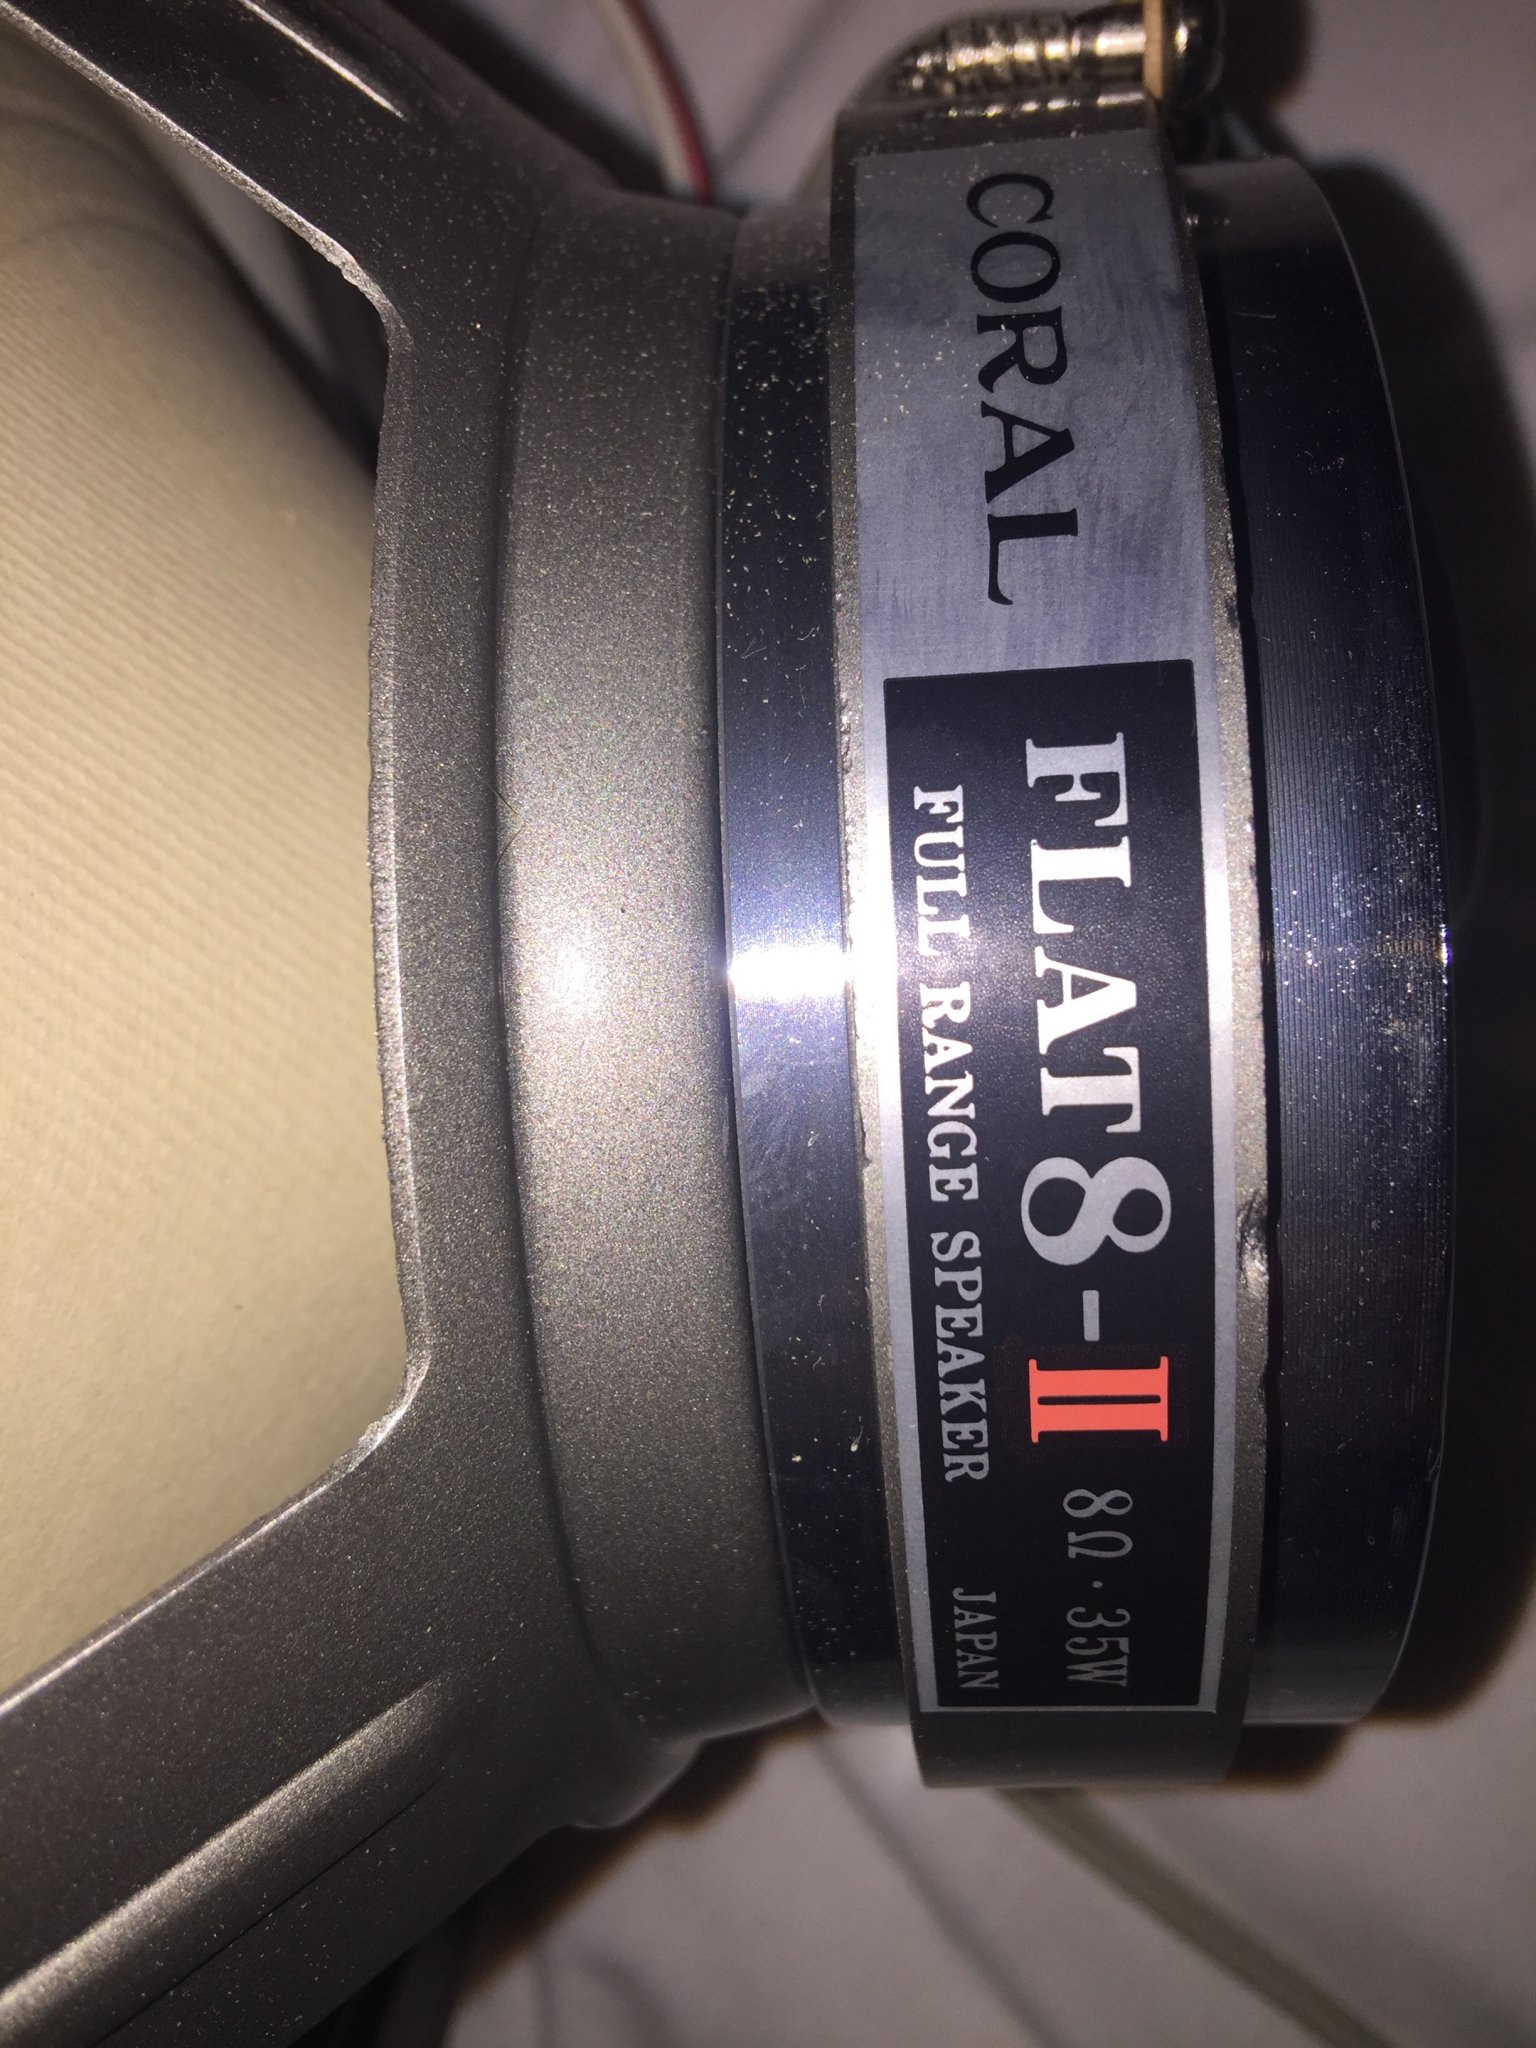 CORAL
FLAT8-II 8Ω·35W
FULL RANGE SPEAKER JAPAN